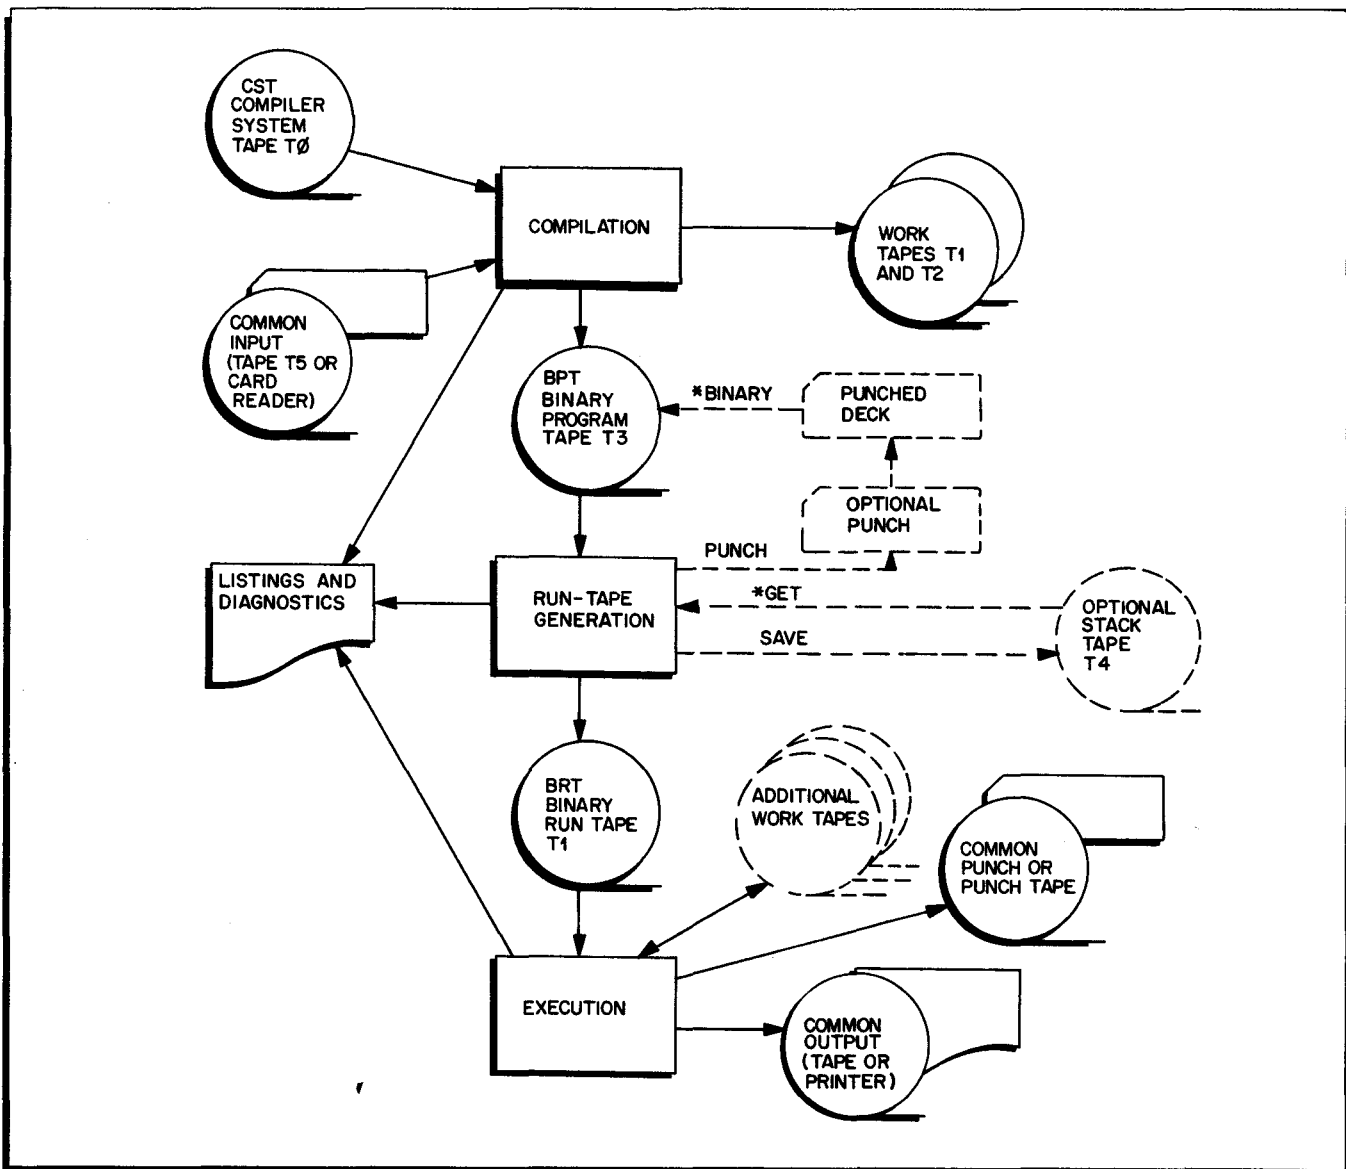 CST
COMPILER
SYSTEM
TAPE TØ
COMPILATION
WORK
TAPES T1
AND T2
COMMON
INPUT
(TAPE T5 OR
CARD
READER)
BPT
BINARY
PROGRAM
TAPE T3
*BINARY
PUNCHED
DECK
OPTIONAL
PUNCH
PUNCH
LISTINGS AND
DIAGNOSTICS
RUN-TAPE
GENERATION
*GET
SAVE
OPTIONAL
STACK
TAPE
T4
BRT
BINARY
RUN TAPE
T1
ADDITIONAL
WORK TAPES
COMMON
PUNCH OR
PUNCH TAPE
EXECUTION
COMMON
OUTPUT
(TAPE OR
PRINTER)